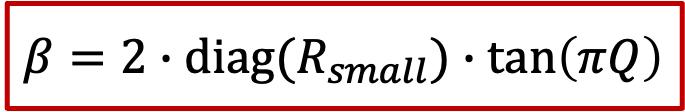 β = 2 · diag(R_small) · tan(πQ)